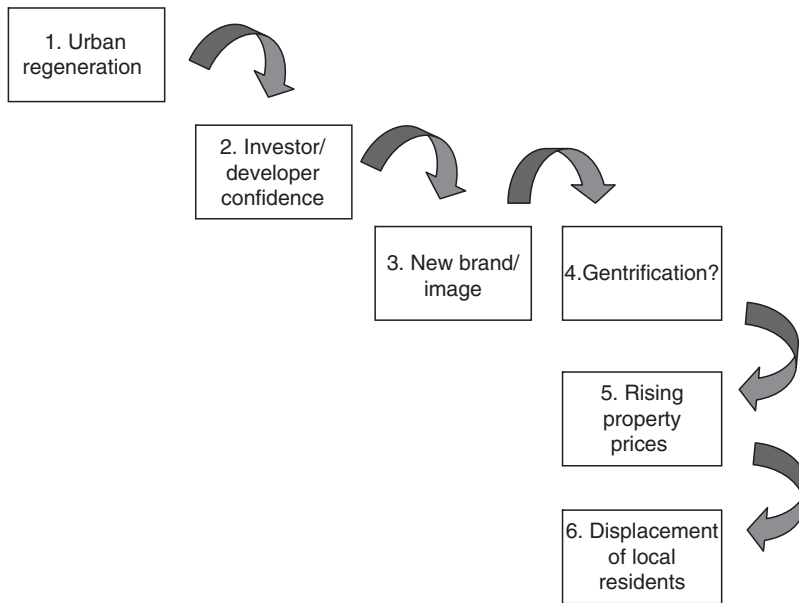 1. Urban
regeneration
2. Investor/
developer
confidence
3. New brand/
image
4.Gentrification?
5. Rising
property
prices
6. Displacement
of local
residents